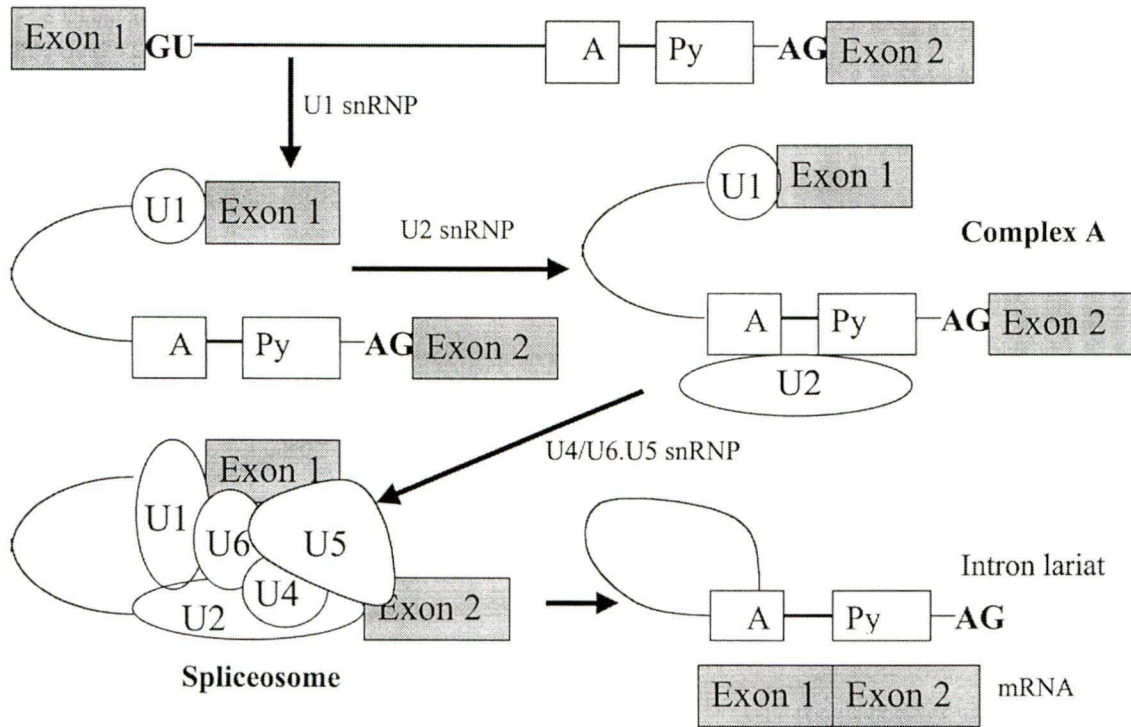 Exon 1 GU A Py AG Exon 2
U1 snRNP
U1 Exon 1
A Py AG Exon 2
U2 snRNP
U1 Exon 1
Complex A
A Py AG Exon 2
U2
U4/U6.U5 snRNP
Exon 1
U1 U6 U5
U4
U2 Exon 2
Spliceosome
Intron lariat
A Py AG
Exon 1 Exon 2 mRNA